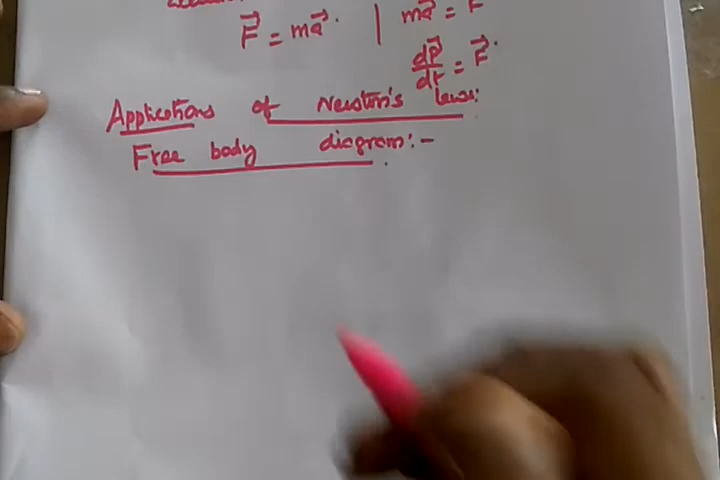 F⃗ = ma⃗. | ma⃗ = F
dp⃗/dt = F⃗.
Applications of Newton's laws:
Free body diagram:-